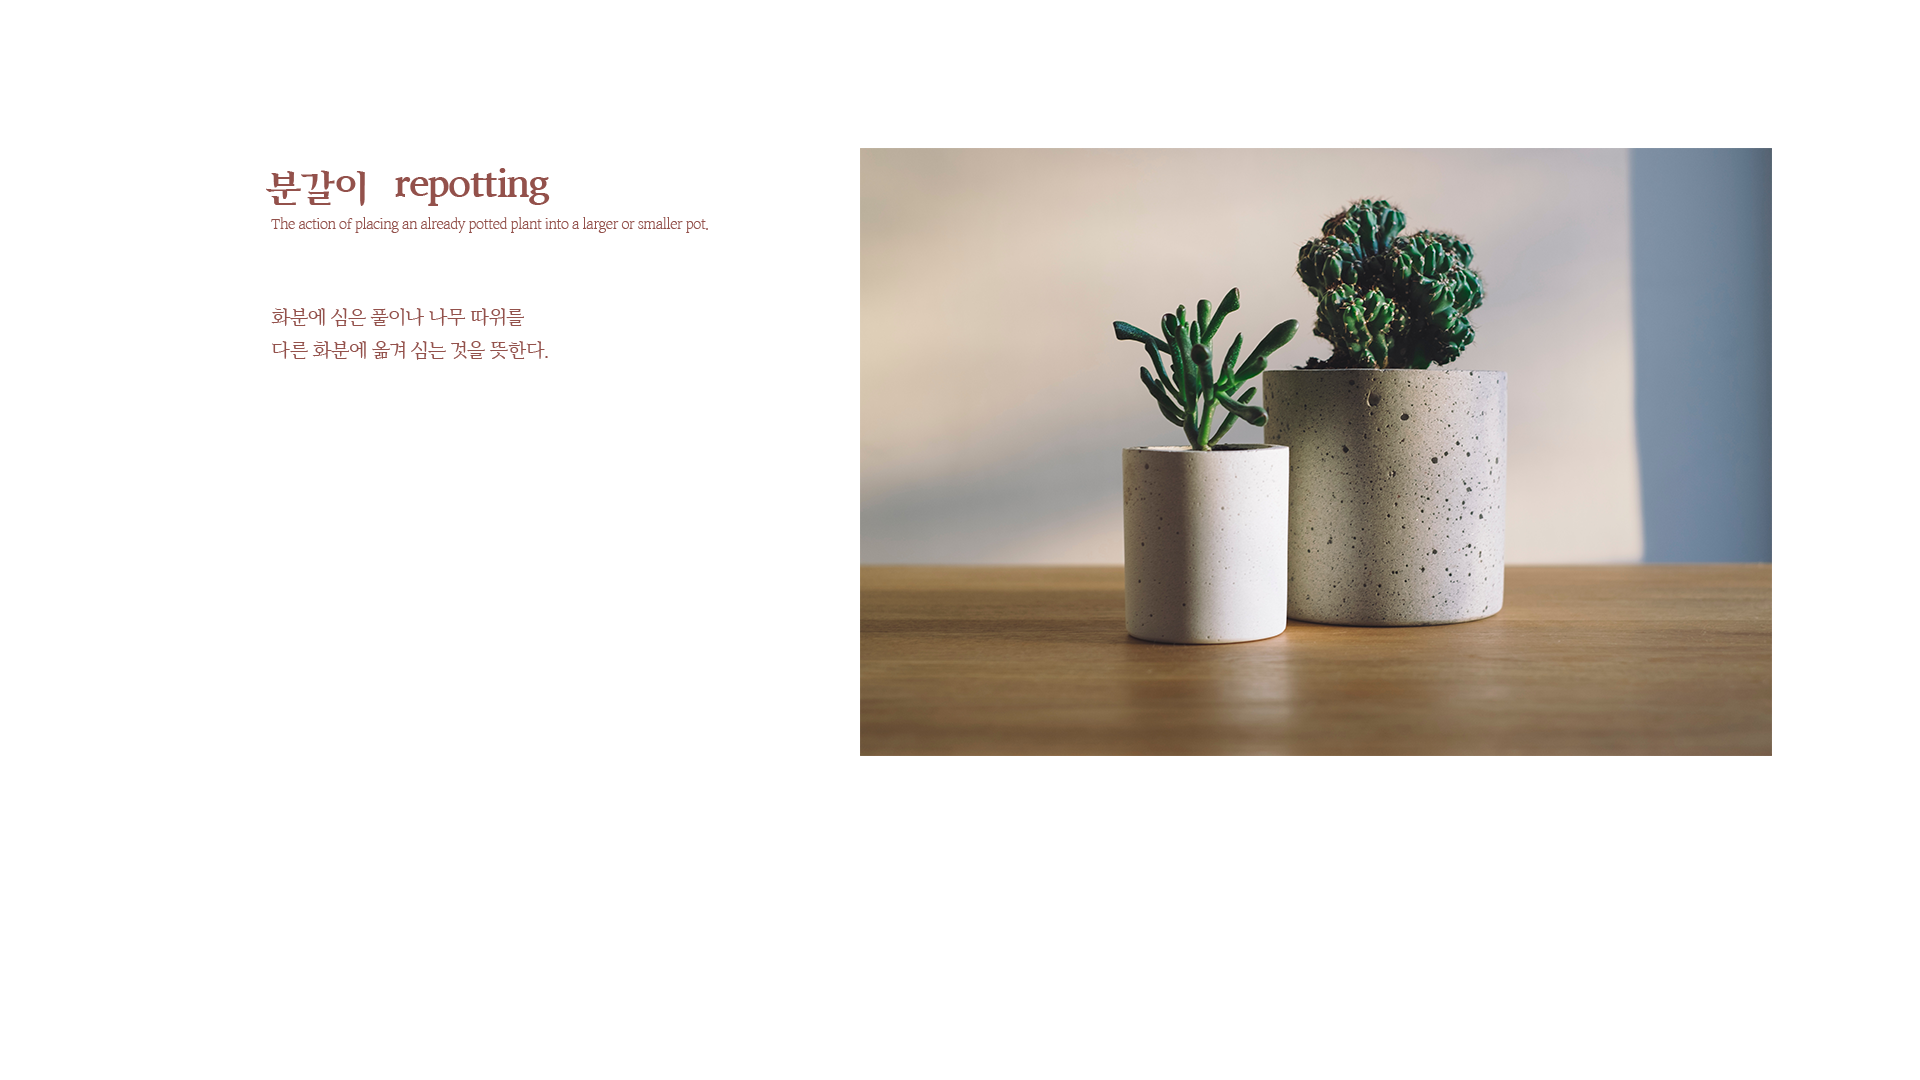 분갈이 repotting
The action of placing an already potted plant into a larger or smaller pot.
화분에 심은 풀이나 나무 따위를
다른 화분에 옮겨 심는 것을 뜻한다.